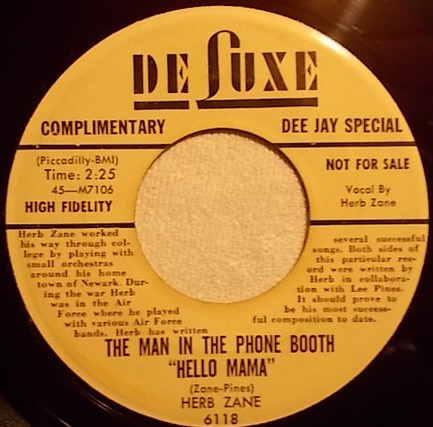 DELUXE
COMPLIMENTARY
DEE JAY SPECIAL
(Piccadilly-BMI)
Time: 2:25
45—M7106
HIGH FIDELITY
NOT FOR SALE
Vocal By
Herb Zane
Herb Zane worked
his way through col-
lege by playing with
small orchestras
around his home
town of Newark. Dur-
ing the war Herb
was in the Air
Force where he played
with various Air Force
bands. Herb has written
several successful
songs. Both sides of
this particular rec-
ord were written by
Herb in collabora-
tion with Lee Pines.
It should prove to
be his most success-
ful composition to date.
THE MAN IN THE PHONE BOOTH
"HELLO MAMA"
(Zane-Pines)
HERB ZANE
6118